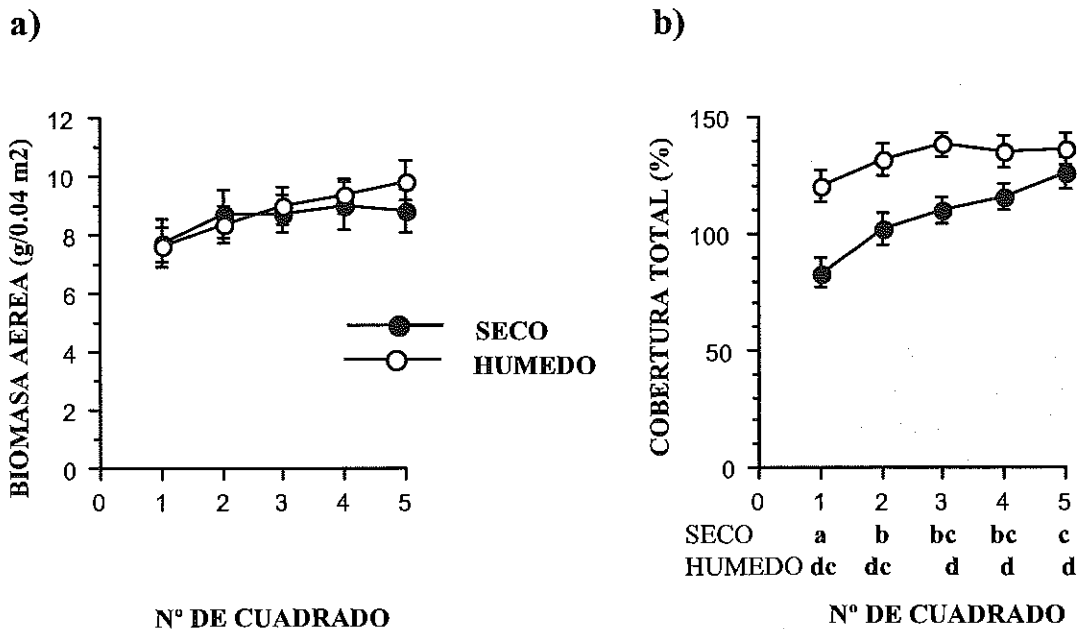 a)
BIOMASA AEREA (g/0.04 m2)
12
10
8
6
4
2
0
0 1 2 3 4 5
SECO
HUMEDO
Nº DE CUADRADO
b)
COBERTURA TOTAL (%)
150
100
50
0
0 1 2 3 4 5
SECO a b bc bc c
HUMEDO dc dc d d d
Nº DE CUADRADO